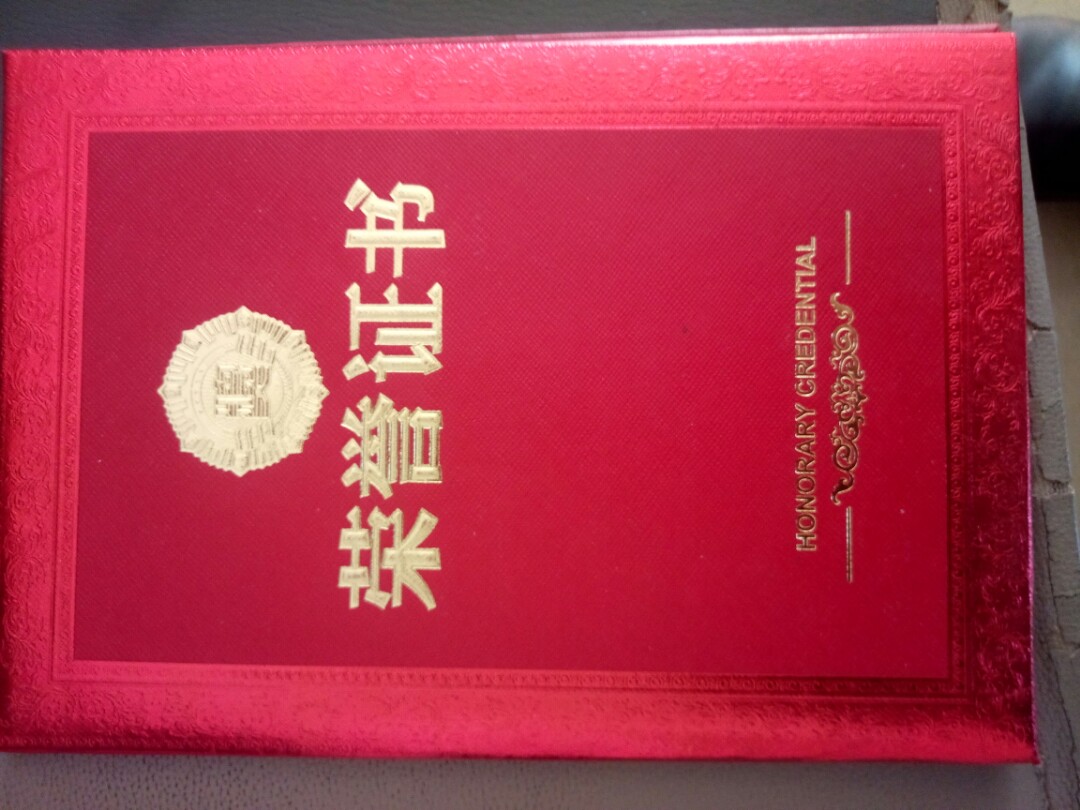 荣誉证书
HONORARY CREDENTIAL